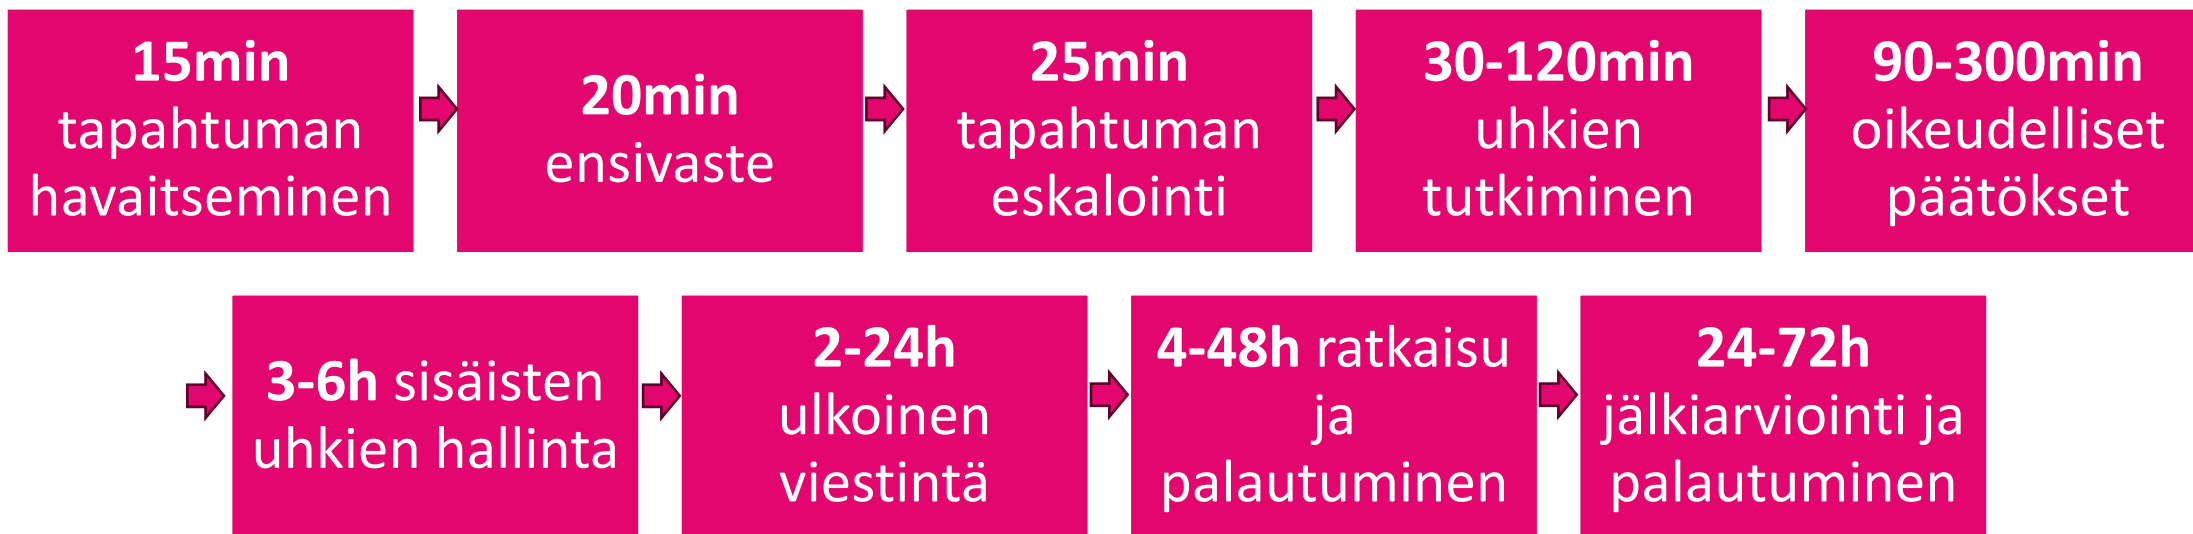 15min
tapahtuman
havaitseminen
20min
ensivaste
25min
tapahtuman
eskalointi
30-120min
uhkien
tutkiminen
90-300min
oikeudelliset
päätökset
3-6h sisäisten
uhkien hallinta
2-24h
ulkoinen
viestintä
4-48h ratkaisu
ja
palautuminen
24-72h
jälkiarviointi ja
palautuminen